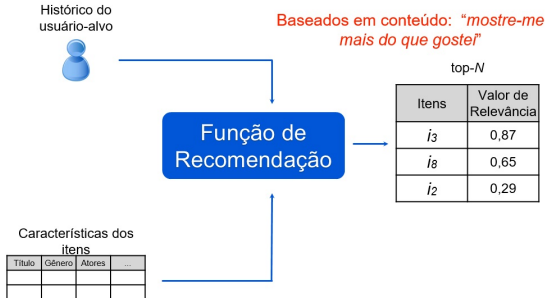 Histórico do
usuário-alvo
Baseados em conteúdo: “mostre-me
mais do que gostei”
top-N
Itens Valor de Relevância
i3 0,87
i8 0,65
i2 0,29
Função de
Recomendação
Características dos
itens
Título Gênero Atores ...